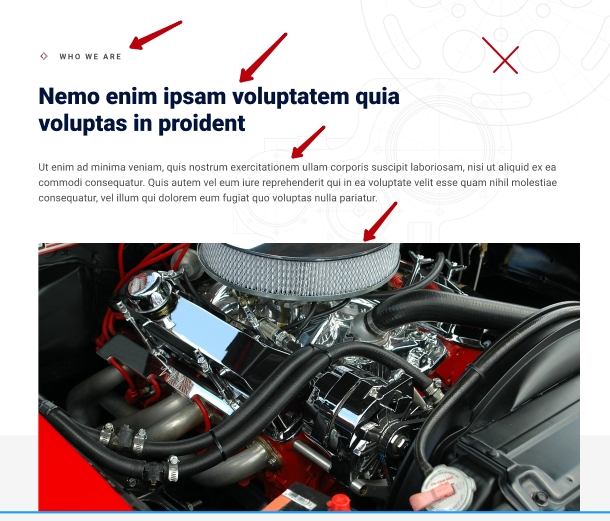 WHO WE ARE
Nemo enim ipsam voluptatem quia
voluptas in proident
Ut enim ad minima veniam, quis nostrum exercitationem ullam corporis suscipit laboriosam, nisi ut aliquid ex ea
commodi consequatur. Quis autem vel eum iure reprehenderit qui in ea voluptate velit esse quam nihil molestiae
consequatur, vel illum qui dolorem eum fugiat quo voluptas nulla pariatur.